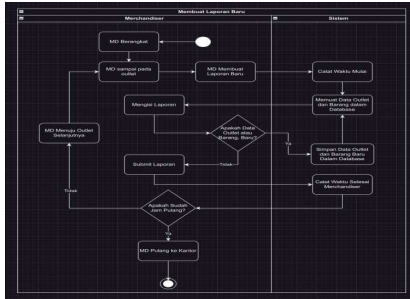 Membuat Laporan Baru
Merchandiser
Sistem
MD Berangkat
MD sampai pada
outlet
MD Membuat
Laporan Baru
Catat Waktu Mulai
Mengisi Laporan
Memuat Data Outlet
dan Barang dalam
Database
MD Menuju Outlet
Selanjutnya
Apakah Data
Outlet atau
Barang, Baru?
Ya
Simpan Data Outlet
dan Barang Baru
Dalam Database
Tidak
Submit Laporan
Catat Waktu Selesai
Merchandiser
Tidak
Apakah Sudah
Jam Pulang?
Ya
MD Pulang ke Kantor